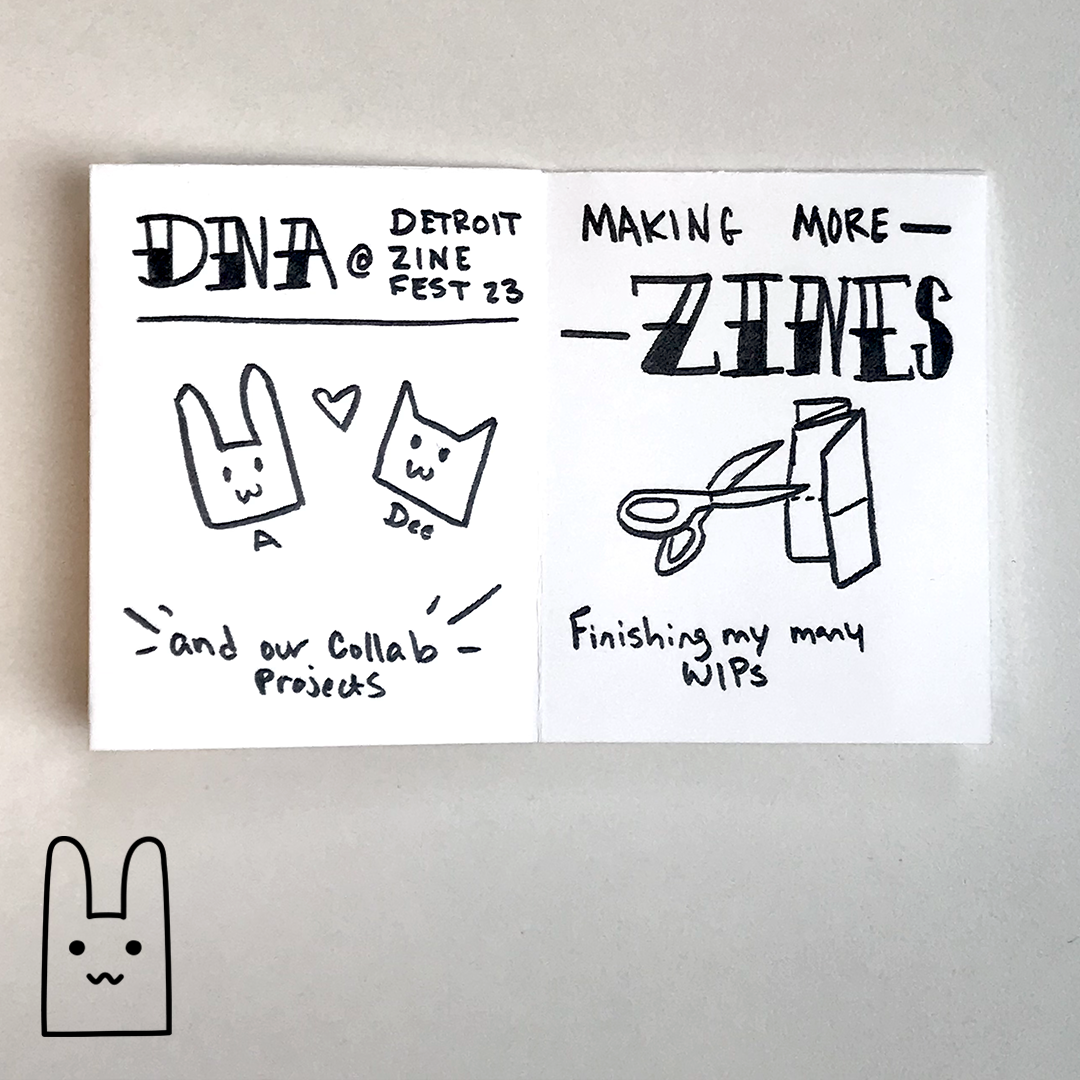 DNA @ DETROIT
ZINE
FEST 23
A
Dee
and our Collab
Projects
MAKING MORE—
—ZINES
Finishing my many
WIPs